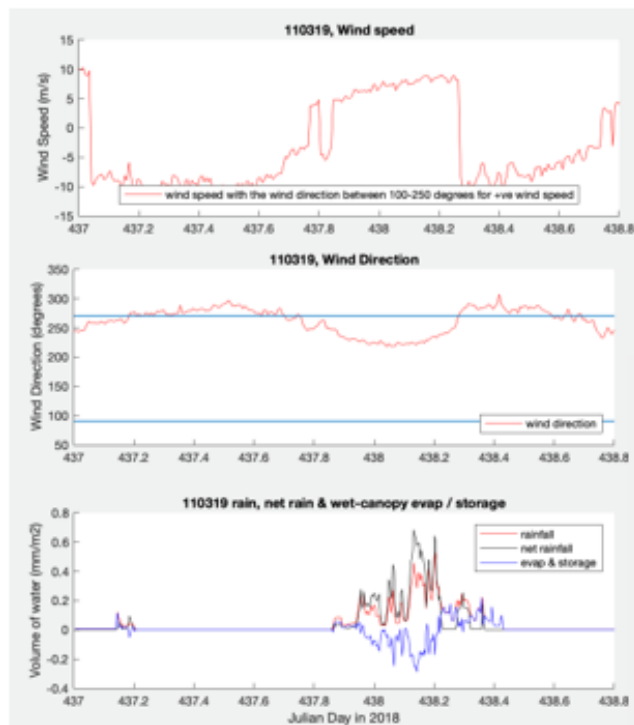 110319, Wind speed
15
10
5
0
-5
-10
-15
Wind Speed (m/s)
wind speed with the wind direction between 100-250 degrees for +ve wind speed
437 437.2 437.4 437.6 437.8 438 438.2 438.4 438.6 438.8
110319, Wind Direction
350
300
250
200
150
100
50
Wind Direction (degrees)
wind direction
437 437.2 437.4 437.6 437.8 438 438.2 438.4 438.6 438.8
110319 rain, net rain & wet-canopy evap / storage
0.8
0.6
0.4
0.2
0
-0.2
-0.4
Volume of water (mm/m2)
rainfall
net rainfall
evap & storage
437 437.2 437.4 437.6 437.8 438 438.2 438.4 438.6 438.8
Julian Day in 2018